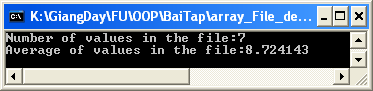 K:\GiangDay\FU\OOP\BaiTap\array_File_de...
Number of values in the file:7
Average of values in the file:8.724143